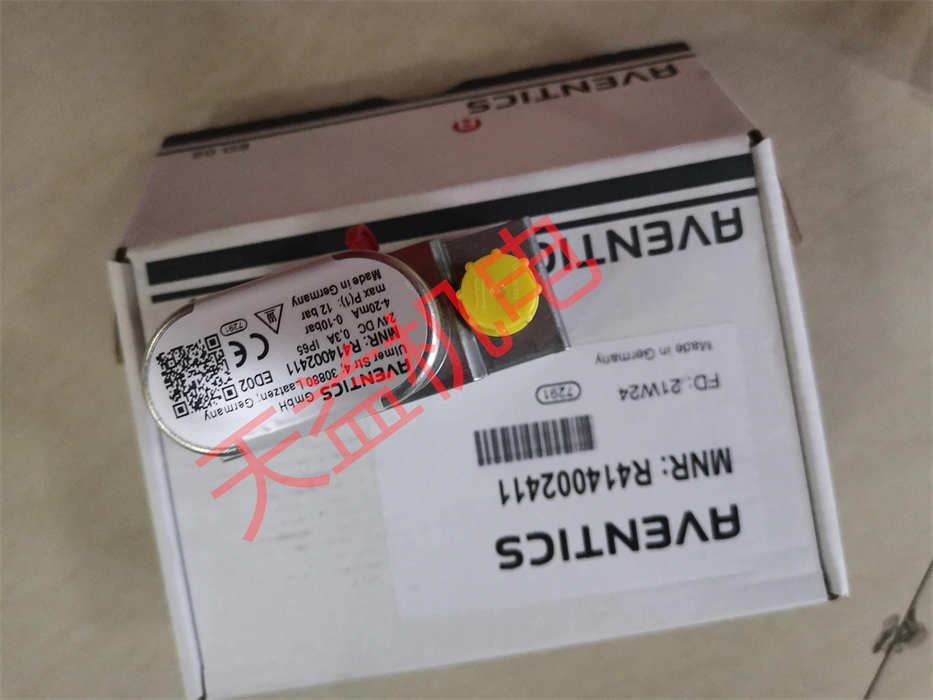 AVENTICS
AVENTICS
AVENTICS GmbH
Ulmer Str. 4, 30880 Laatzen, Germany
MNR: R414002411 ED02
24V DC 0,3A IP65
4-20mA 0-10bar
max P(1): 12 bar
Made in Germany
CE
7291
AVENTICS
MNR: R414002411
7291
FD: 21W24
Made in Germany
天益机电